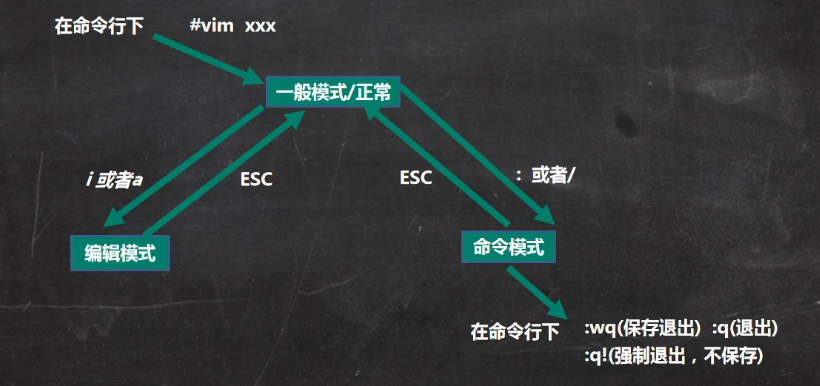 在命令行下 #vim xxx
一般模式/正常
i 或者a
ESC
ESC
: 或者/
编辑模式
命令模式
在命令行下 :wq(保存退出) :q(退出)
:q!(强制退出，不保存)